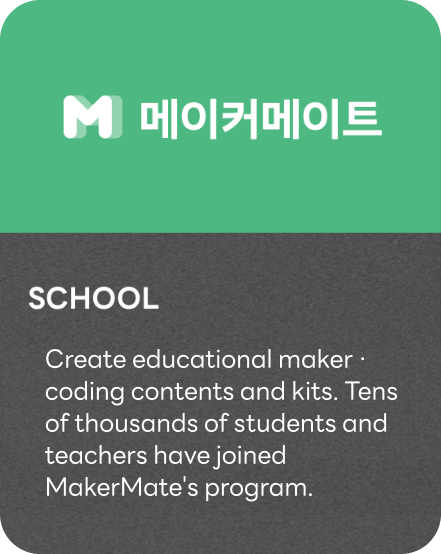 M 메이커메이트
SCHOOL
Create educational maker ·
coding contents and kits. Tens
of thousands of students and
teachers have joined
MakerMate's program.